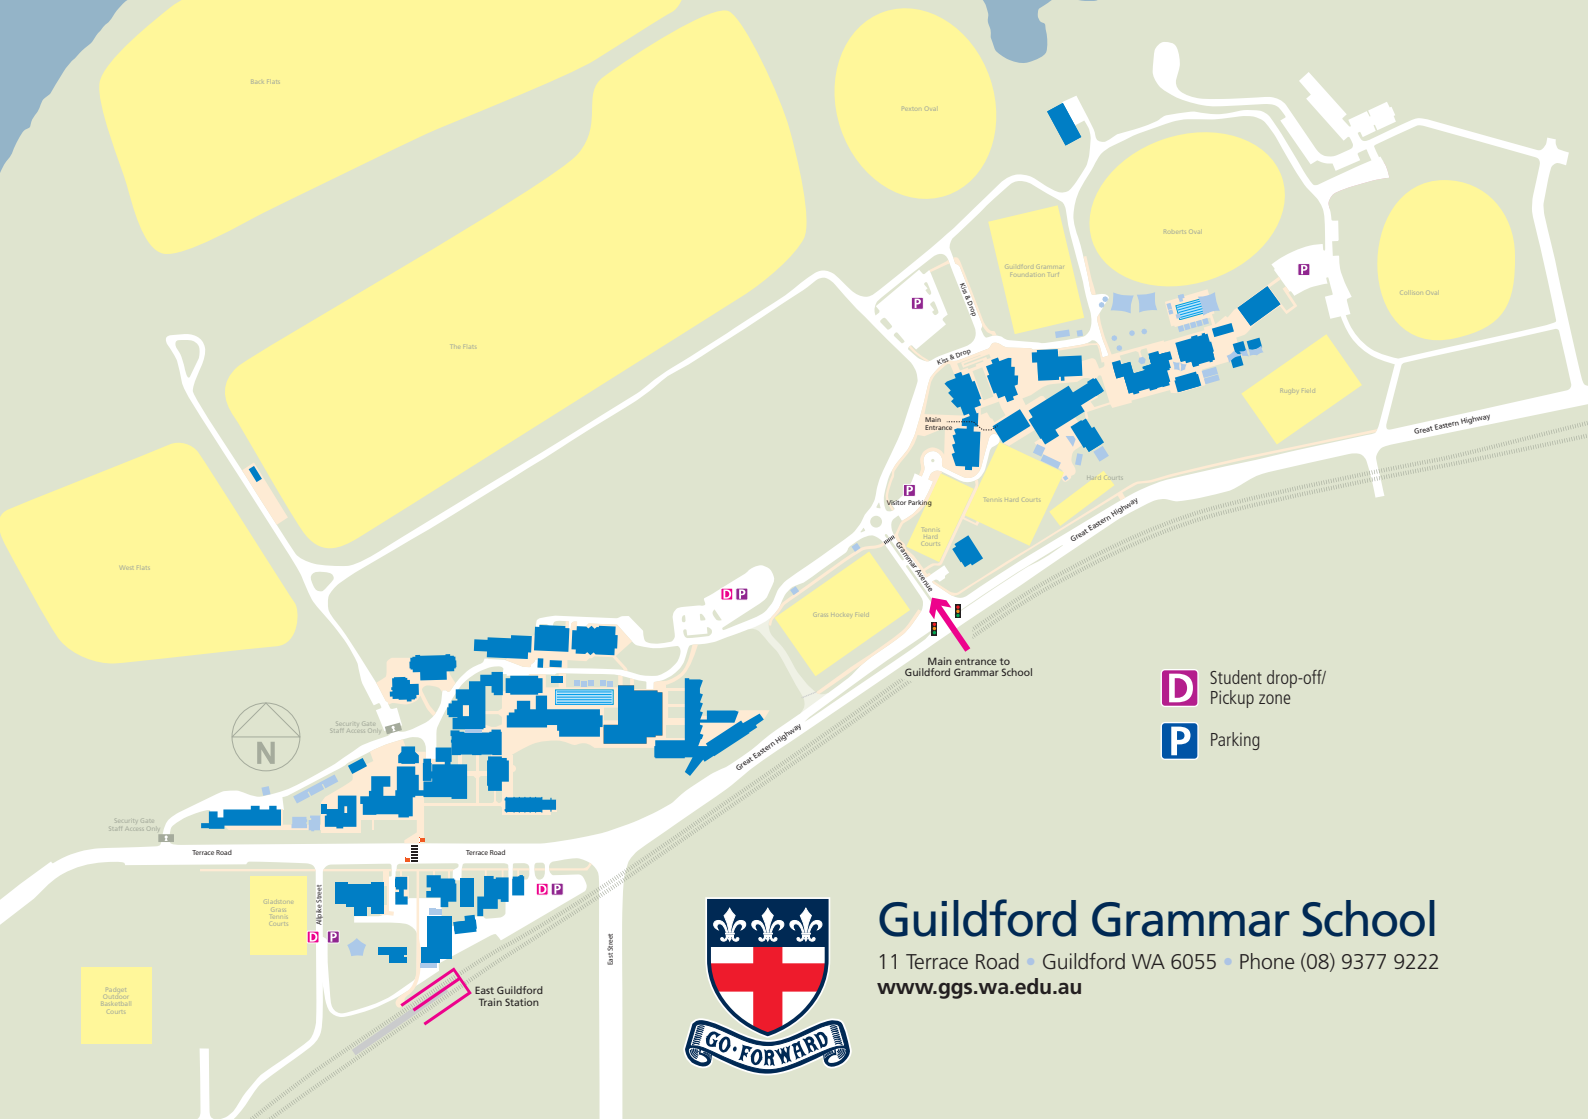 Back Flats
Pexton Oval
Roberts Oval
Guildford Grammar
Foundation Turf
P
Collison Oval
P
Kiss & Drop
The Flats
Kiss & Drop
Rugby Field
Main
Entrance
Great Eastern Highway
Hard Courts
P
Visitor Parking
Tennis Hard Courts
Great Eastern Highway
Tennis
Hard
Courts
Grammar Avenue
West Flats
D P
Grass Hockey Field
Main entrance to
Guildford Grammar School
D Student drop-off/
Pickup zone
P Parking
Security Gate
Staff Access Only
N
Great Eastern Highway
Security Gate
Staff Access Only
Terrace Road
Terrace Road
D P
Gladstone
Grass
Tennis
Courts
Allpike Street
D P
East Street
Padget
Outdoor
Basketball
Courts
East Guildford
Train Station
GO·FORWARD
Guildford Grammar School
11 Terrace Road • Guildford WA 6055 • Phone (08) 9377 9222
www.ggs.wa.edu.au